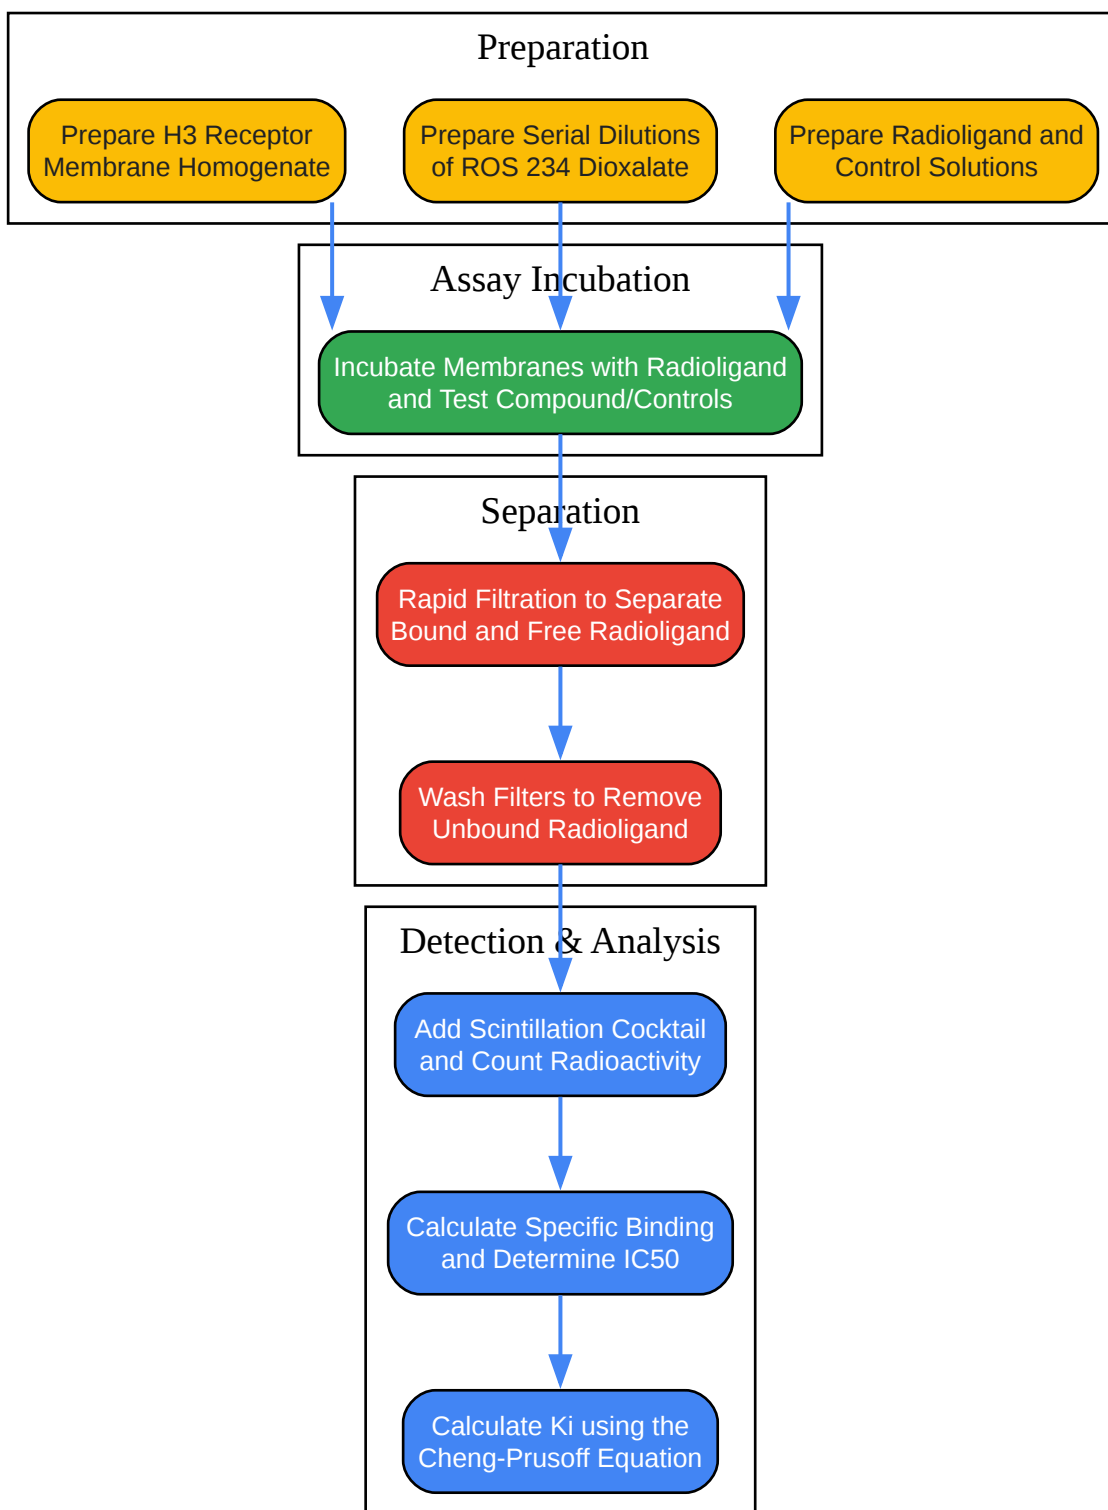 Preparation
Prepare H3 Receptor
Membrane Homogenate
Prepare Serial Dilutions
of ROS 234 Dioxalate
Prepare Radioligand and
Control Solutions
Assay Incubation
Incubate Membranes with Radioligand
and Test Compound/Controls
Separation
Rapid Filtration to Separate
Bound and Free Radioligand
Wash Filters to Remove
Unbound Radioligand
Detection & Analysis
Add Scintillation Cocktail
and Count Radioactivity
Calculate Specific Binding
and Determine IC50
Calculate Ki using the
Cheng-Prusoff Equation